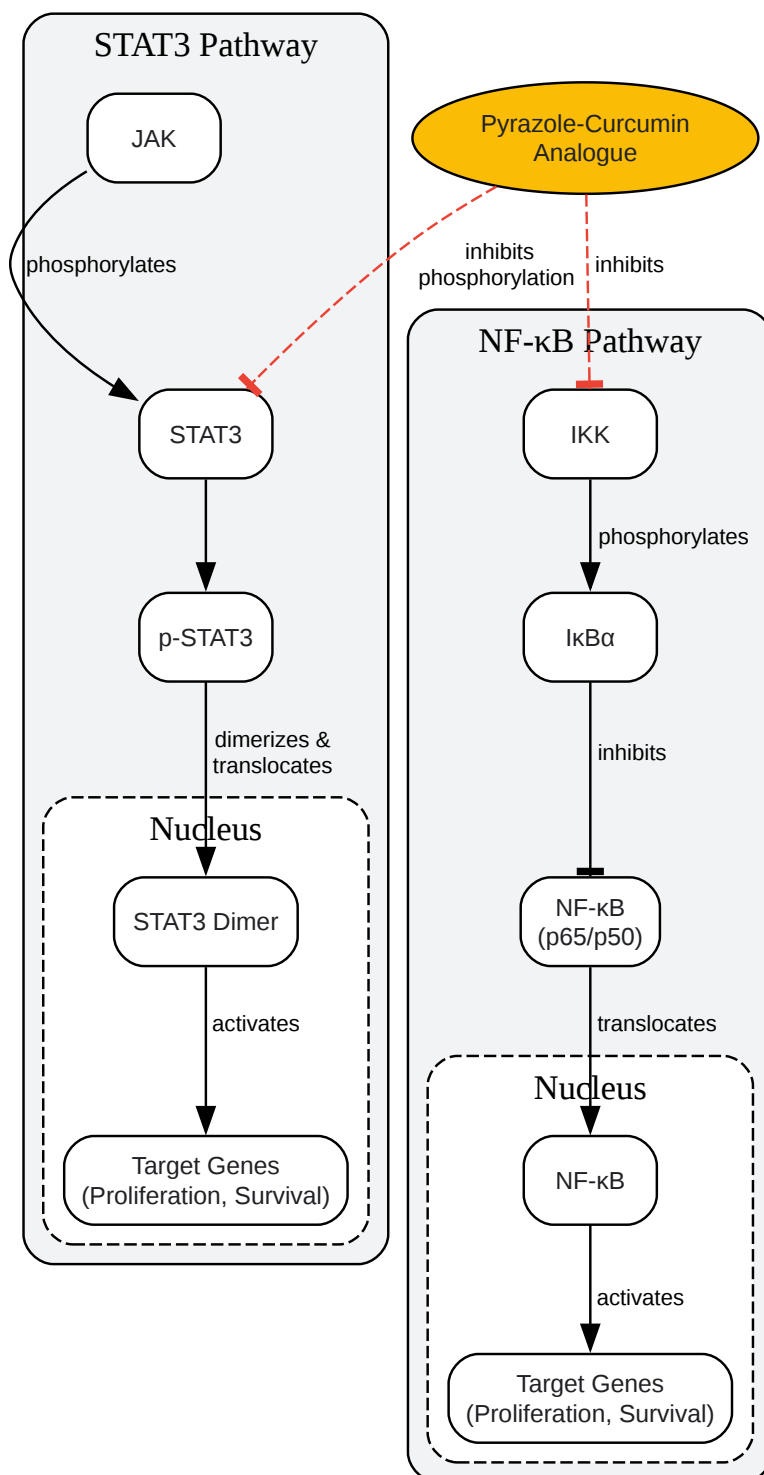 STAT3 Pathway
JAK
phosphorylates
STAT3
p-STAT3
dimerizes &
translocates
Nucleus
STAT3 Dimer
activates
Target Genes
(Proliferation, Survival)
Pyrazole-Curcumin
Analogue
inhibits
phosphorylation
inhibits
NF-κB Pathway
IKK
phosphorylates
IκBα
inhibits
NF-κB
(p65/p50)
translocates
Nucleus
NF-κB
activates
Target Genes
(Proliferation, Survival)